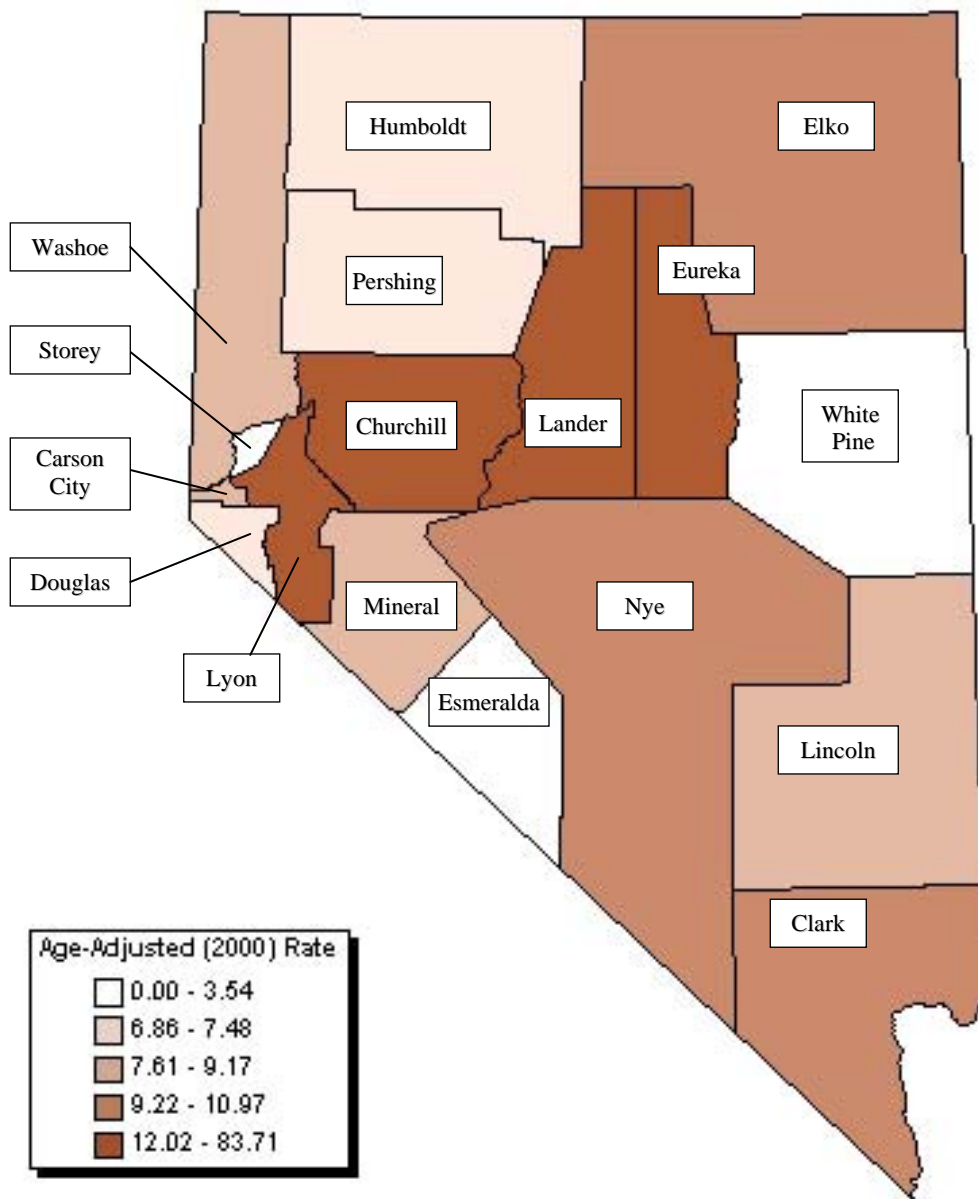 Humboldt
Elko
Washoe
Pershing
Eureka
Storey
Churchill
Lander
White
Pine
Carson
City
Douglas
Mineral
Nye
Lyon
Esmeralda
Lincoln
Clark
Age-Adjusted (2000) Rate
0.00 - 3.54
6.86 - 7.48
7.61 - 9.17
9.22 - 10.97
12.02 - 83.71